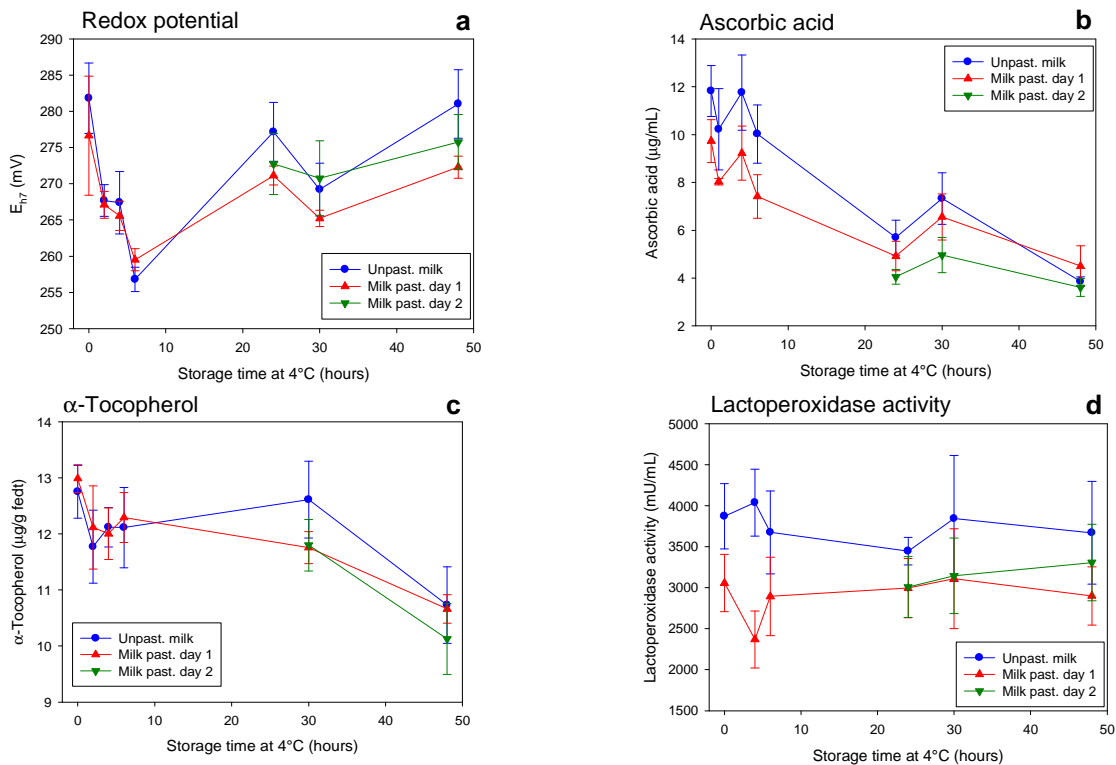 Redox potential
a
290
285
280
275
270
265
260
255
250
Eh7 (mV)
Unpast. milk
Milk past. day 1
Milk past. day 2
0
10
20
30
40
50
Storage time at 4°C (hours)
Ascorbic acid
b
14
12
10
8
6
4
2
Ascorbic acid (µg/mL)
Unpast. milk
Milk past. day 1
Milk past. day 2
0
10
20
30
40
50
Storage time at 4°C (hours)
α-Tocopherol
c
14
13
12
11
10
9
α-Tocopherol (µg/g fedt)
Unpast. milk
Milk past. day 1
Milk past. day 2
0
10
20
30
40
50
Storage time at 4°C (hours)
Lactoperoxidase activity
d
5000
4500
4000
3500
3000
2500
2000
1500
Lactoperoxidase activity (mU/mL)
Unpast. milk
Milk past. day 1
Milk past. day 2
0
10
20
30
40
50
Storage time at 4°C (hours)